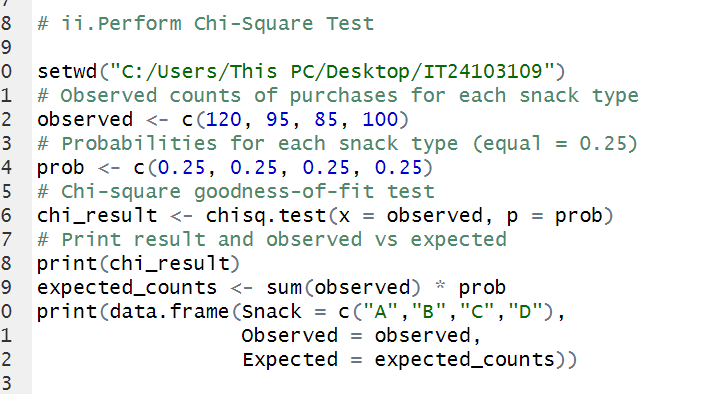 8 # ii.Perform Chi-Square Test
9
0 setwd("C:/Users/This PC/Desktop/IT24103109")
1 # Observed counts of purchases for each snack type
2 observed <- c(120, 95, 85, 100)
3 # Probabilities for each snack type (equal = 0.25)
4 prob <- c(0.25, 0.25, 0.25, 0.25)
5 # Chi-square goodness-of-fit test
6 chi_result <- chisq.test(x = observed, p = prob)
7 # Print result and observed vs expected
8 print(chi_result)
9 expected_counts <- sum(observed) * prob
0 print(data.frame(Snack = c("A","B","C","D"),
1 Observed = observed,
2 Expected = expected_counts))
3